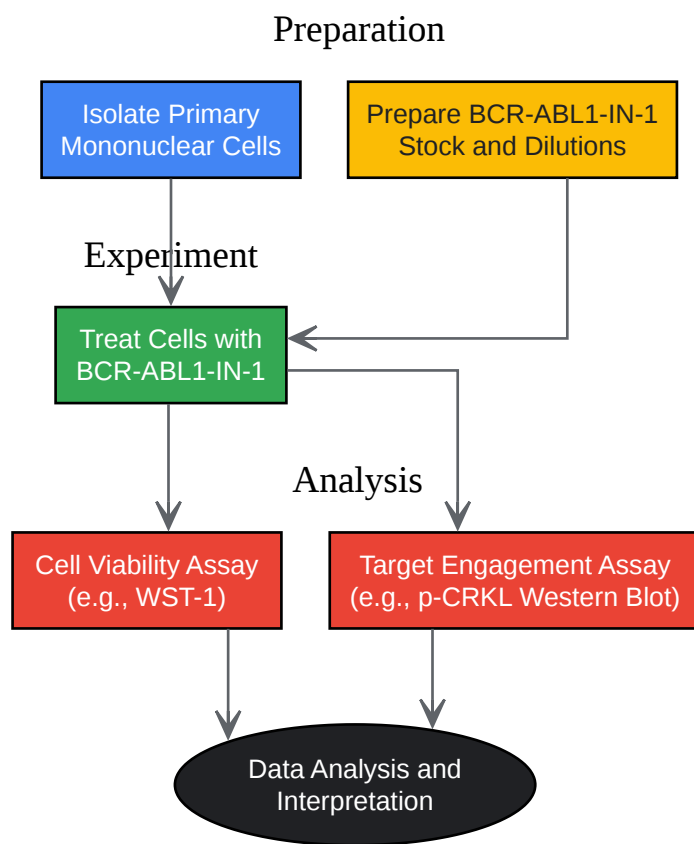 Preparation
Isolate Primary
Mononuclear Cells
Prepare BCR-ABL1-IN-1
Stock and Dilutions
Experiment
Treat Cells with
BCR-ABL1-IN-1
Analysis
Cell Viability Assay
(e.g., WST-1)
Target Engagement Assay
(e.g., p-CRKL Western Blot)
Data Analysis and
Interpretation